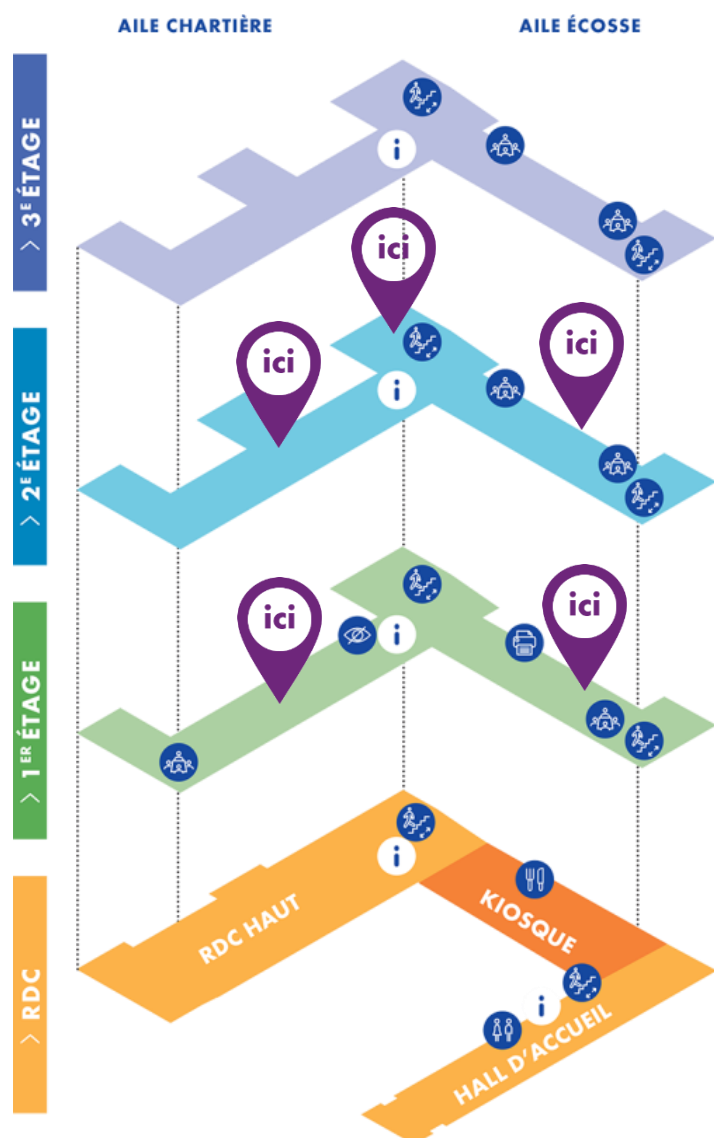 AILE CHARTIÈRE
AILE ÉCOSSE
> 3E ÉTAGE
i
ici
> 2E ÉTAGE
ici
ici
i
> 1ER ÉTAGE
ici
ici
i
> RDC
i
RDC HAUT
KIOSQUE
i
HALL D'ACCUEIL